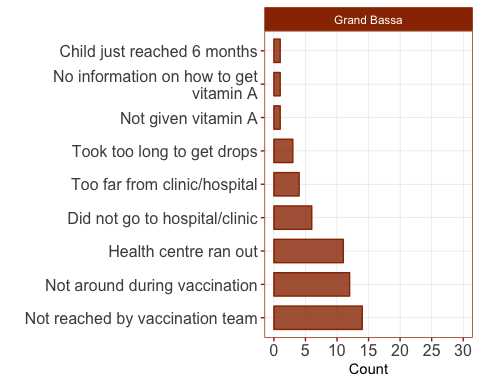 Grand Bassa
Child just reached 6 months
No information on how to get
vitamin A
Not given vitamin A
Took too long to get drops
Too far from clinic/hospital
Did not go to hospital/clinic
Health centre ran out
Not around during vaccination
Not reached by vaccination team
0 5 10 15 20 25 30
Count